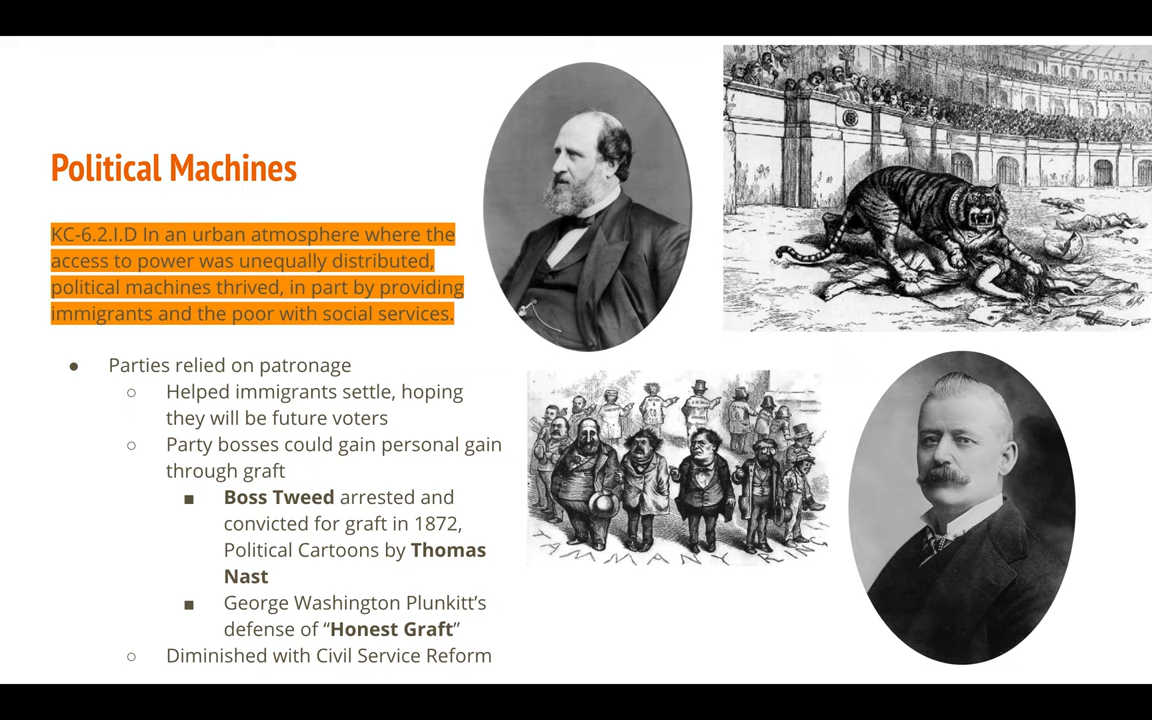 Political Machines
KC-6.2.I.D In an urban atmosphere where the
access to power was unequally distributed,
political machines thrived, in part by providing
immigrants and the poor with social services.
● Parties relied on patronage
○ Helped immigrants settle, hoping
they will be future voters
○ Party bosses could gain personal gain
through graft
■ Boss Tweed arrested and
convicted for graft in 1872,
Political Cartoons by Thomas
Nast
■ George Washington Plunkitt’s
defense of “Honest Graft”
○ Diminished with Civil Service Reform
TAMMANY RING